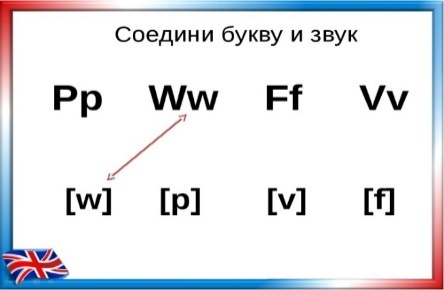 Соедини букву и звук
Pp Ww Ff Vv
[w] [p] [v] [f]